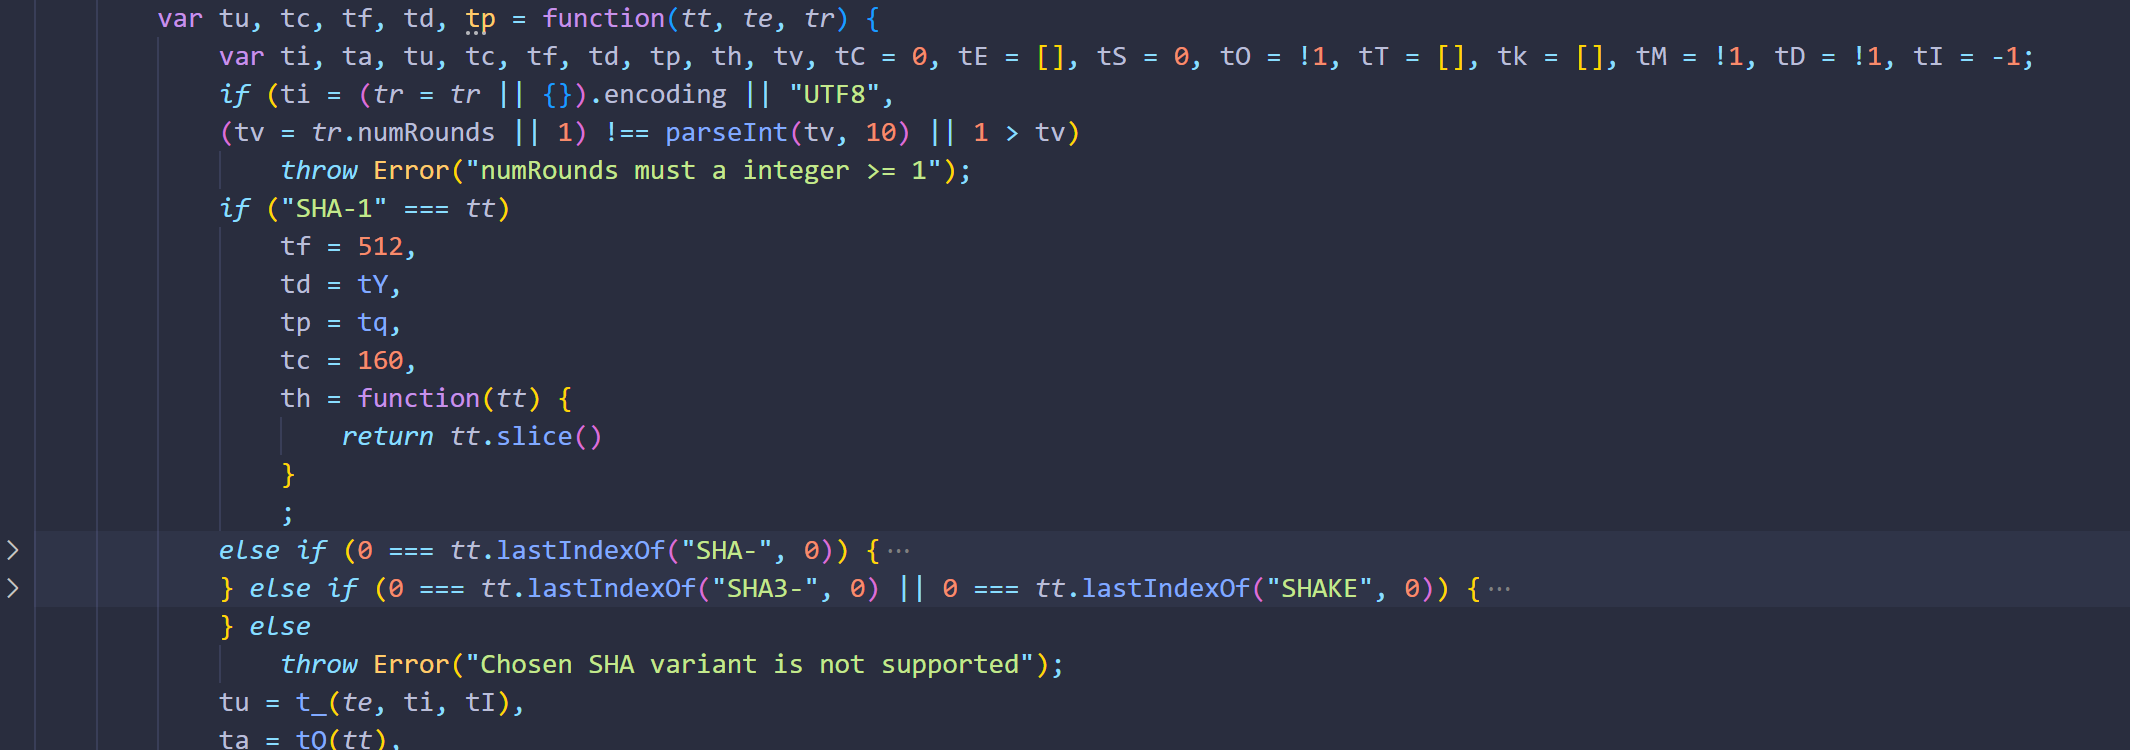 var tu, tc, tf, td, tp = function(tt, te, tr) {
var ti, ta, tu, tc, tf, td, tp, th, tv, tC = 0, tE = [], tS = 0, tO = !1, tT = [], tk = [], tM = !1, tD = !1, tI = -1;
if (ti = (tr = tr || {}).encoding || "UTF8",
(tv = tr.numRounds || 1) !== parseInt(tv, 10) || 1 > tv)
throw Error("numRounds must a integer >= 1");
if ("SHA-1" === tt)
tf = 512,
td = tY,
tp = tq,
tc = 160,
th = function(tt) {
return tt.slice()
}
;
else if (0 === tt.lastIndexOf("SHA-", 0)) {···
} else if (0 === tt.lastIndexOf("SHA3-", 0) || 0 === tt.lastIndexOf("SHAKE", 0)) {···
} else
throw Error("Chosen SHA variant is not supported");
tu = t_(te, ti, tI),
ta = tQ(tt),